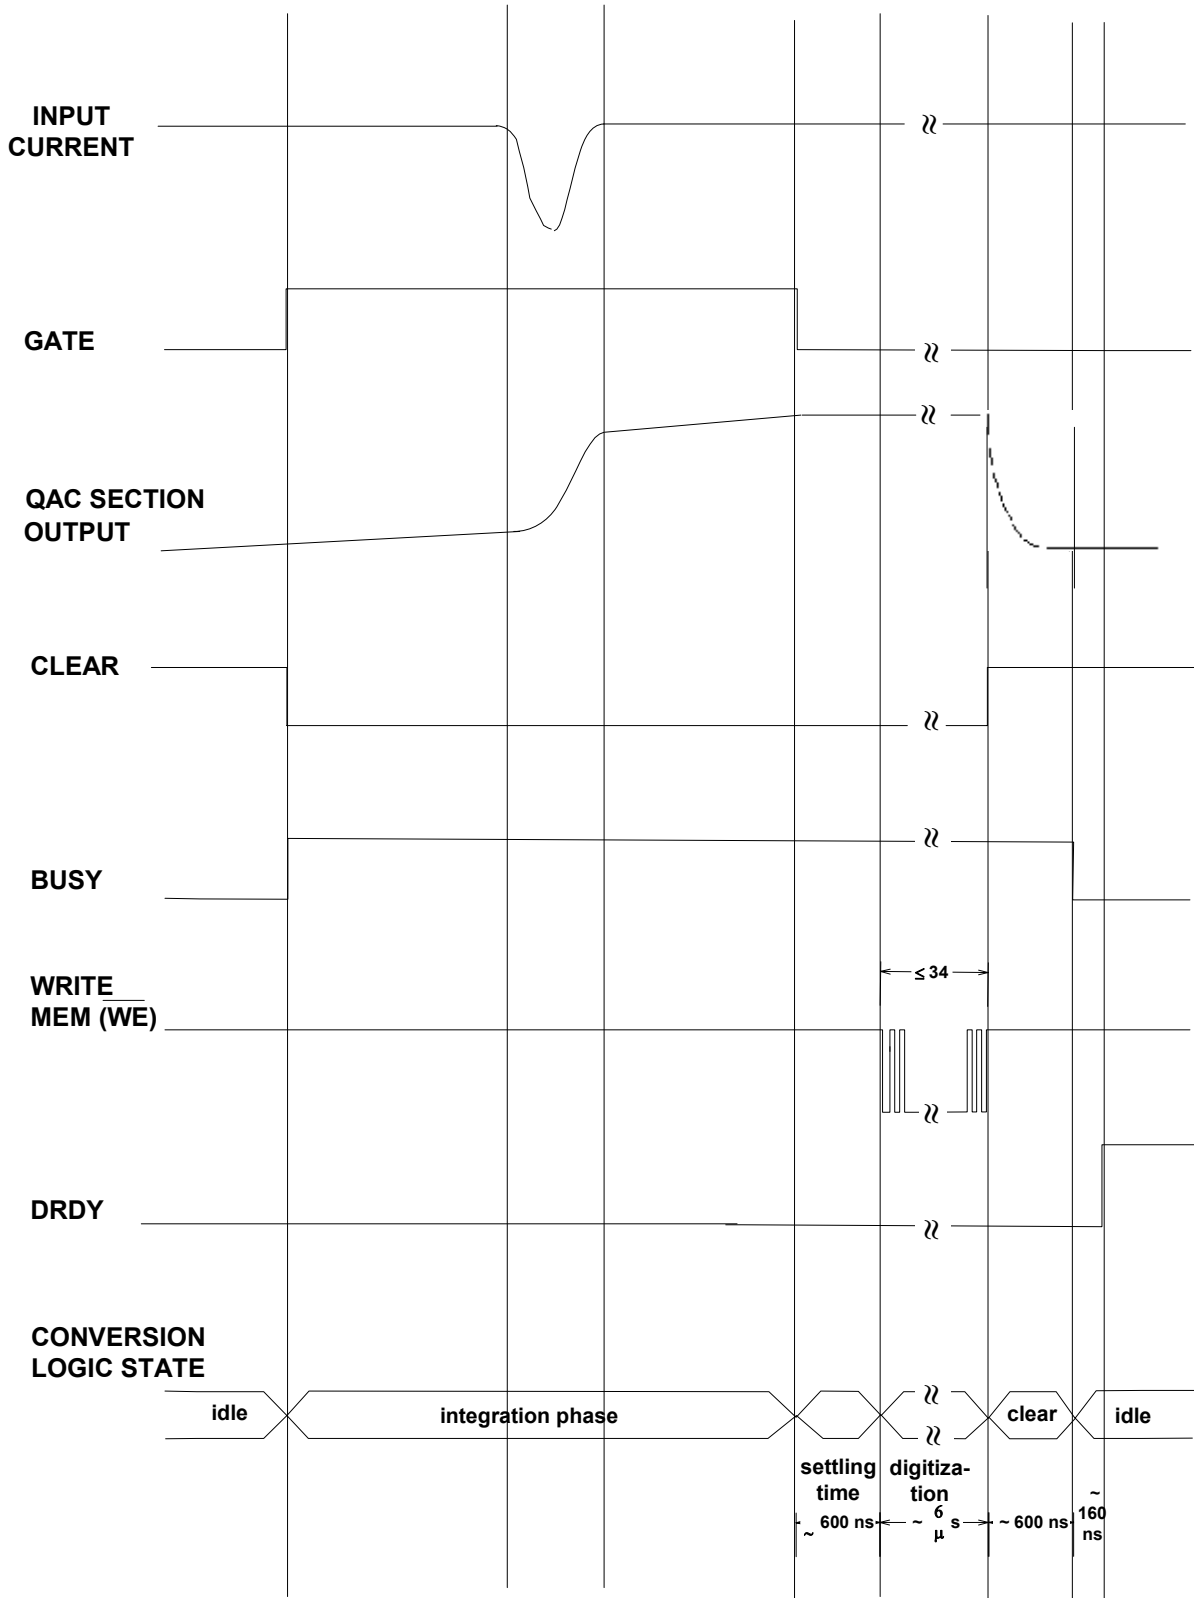 INPUT
CURRENT
GATE
QAC SECTION
OUTPUT
CLEAR
BUSY
WRITE
MEM (W̅E̅)
≤ 34
DRDY
CONVERSION
LOGIC STATE
idle
integration phase
clear
idle
settling
time
digitiza-
tion
~ 600 ns
~ 6 μ s
~ 600 ns
~
160
ns